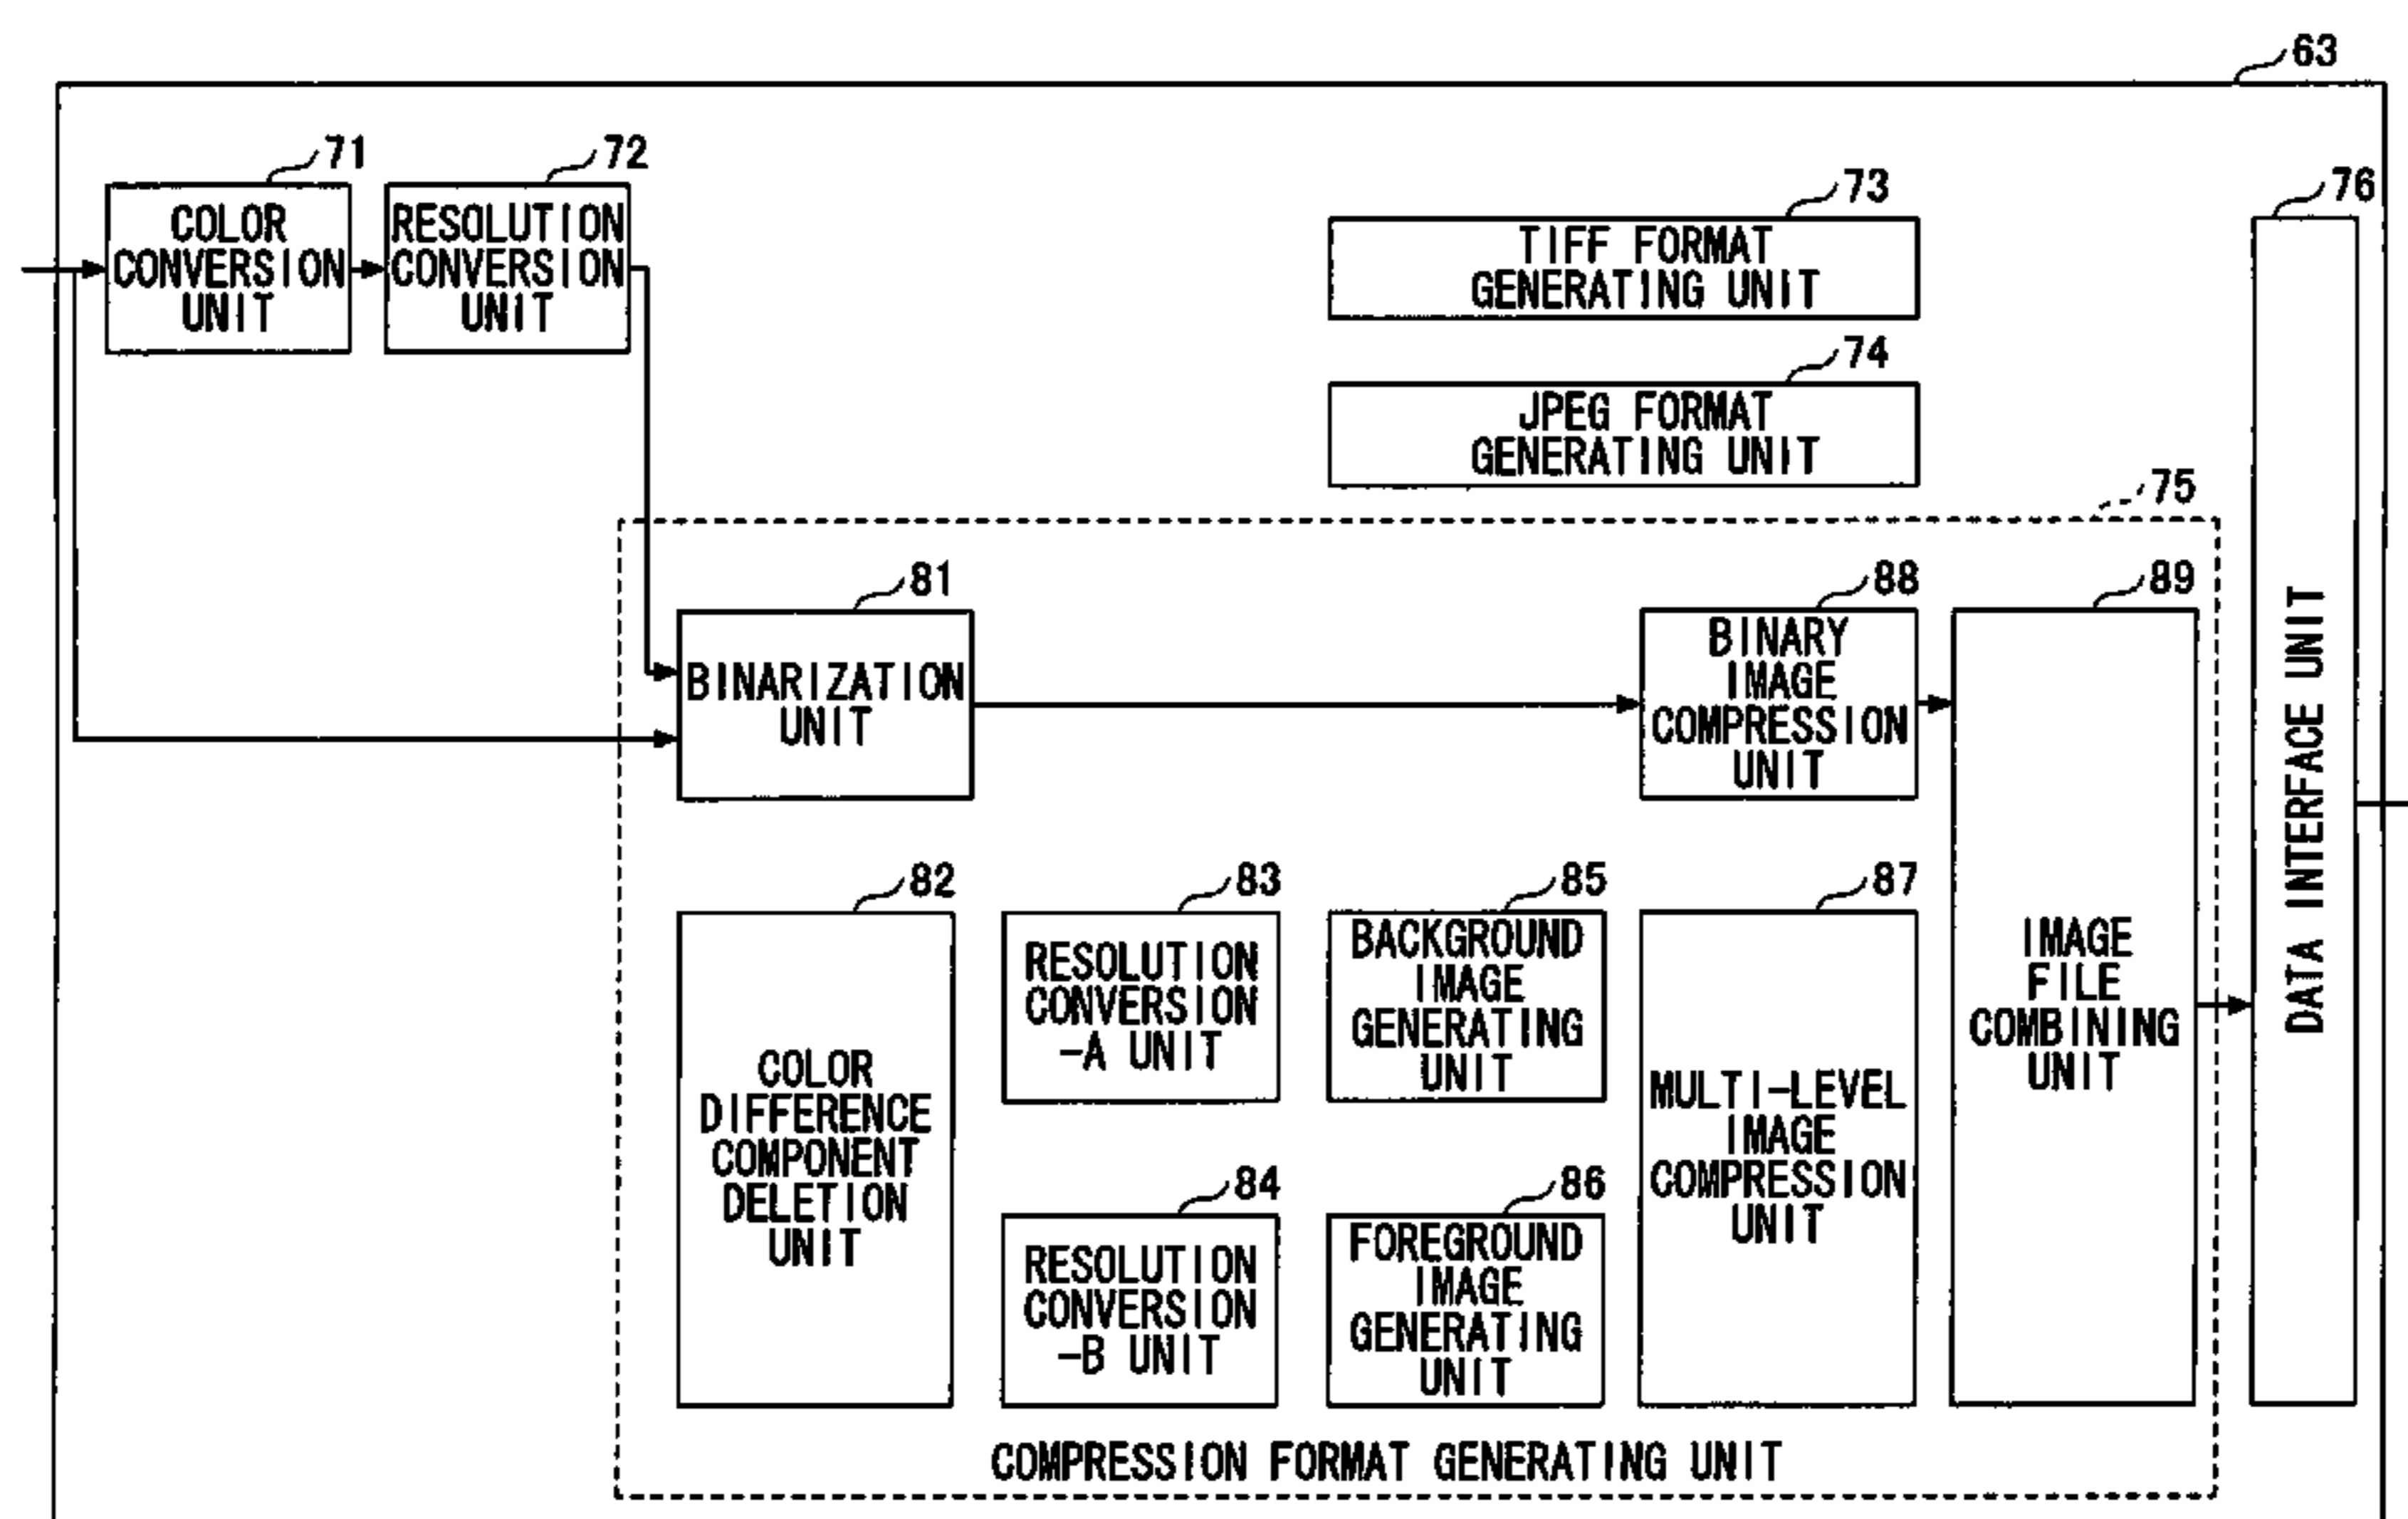 63
71
72
COLOR
CONVERSION
UNIT
RESOLUTION
CONVERSION
UNIT
73
TIFF FORMAT
GENERATING UNIT
74
JPEG FORMAT
GENERATING UNIT
76
DATA INTERFACE UNIT
75
81
BINARIZATION
UNIT
88
BINARY
IMAGE
COMPRESSION
UNIT
89
IMAGE
FILE
COMBINING
UNIT
82
COLOR
DIFFERENCE
COMPONENT
DELETION
UNIT
83
RESOLUTION
CONVERSION
-A UNIT
85
BACKGROUND
IMAGE
GENERATING
UNIT
87
MULTI-LEVEL
IMAGE
COMPRESSION
UNIT
84
RESOLUTION
CONVERSION
-B UNIT
86
FOREGROUND
IMAGE
GENERATING
UNIT
COMPRESSION FORMAT GENERATING UNIT